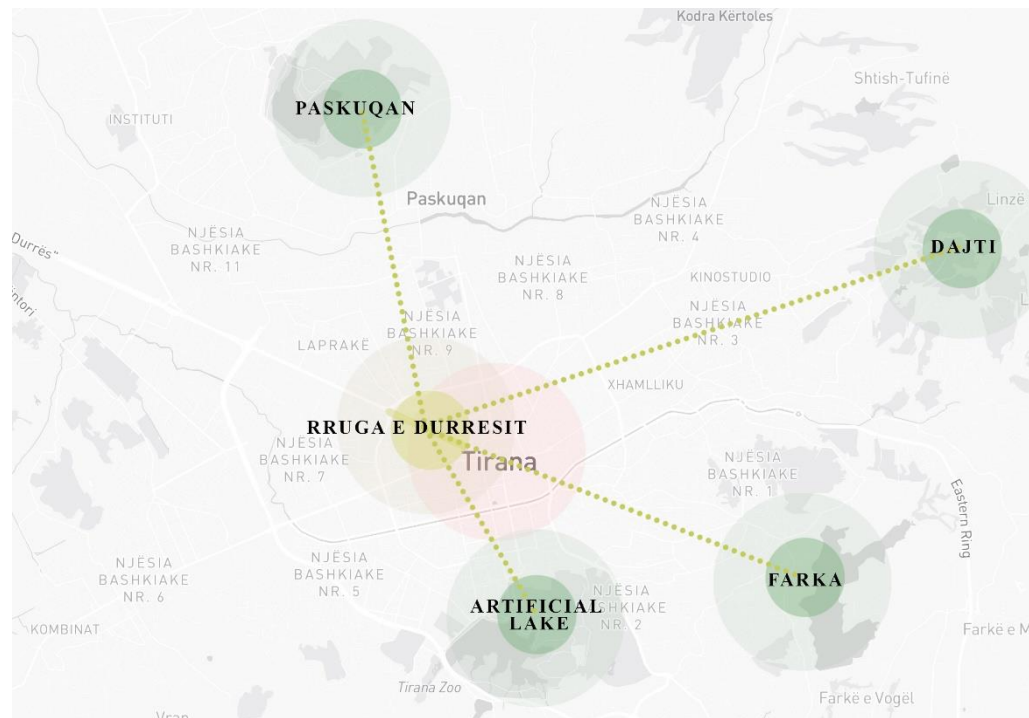 Kodra Kërtoles
Shtish-Tufinë
PASKUQAN
INSTITUTI
Linzë
Paskuqan
NJËSIA
BASHKIAKE
NR. 4
NJËSIA
BASHKIAKE
NR. 11
Durrës"
DAJTI
NJËSIA
BASHKIAKE
NR. 8
KINOSTUDIO
NJËSIA
BASHKIAKE
NR. 3
NJËSIA
BASHKIAKE
NR. 9
LAPRAKË
XHAMLLIKU
RRUGA E DURRESIT
NJËSIA
BASHKIAKE
NR. 7
Tirana
NJËSIA
BASHKIAKE
NR. 1
Eastern Ring
NJËSIA
BASHKIAKE
NR. 6
NJËSIA
BASHKIAKE
NR. 5
FARKA
ARTIFICIAL
LAKE
NR. 2
KOMBINAT
Farkë e M
Tirana Zoo
Farkë e Vogël